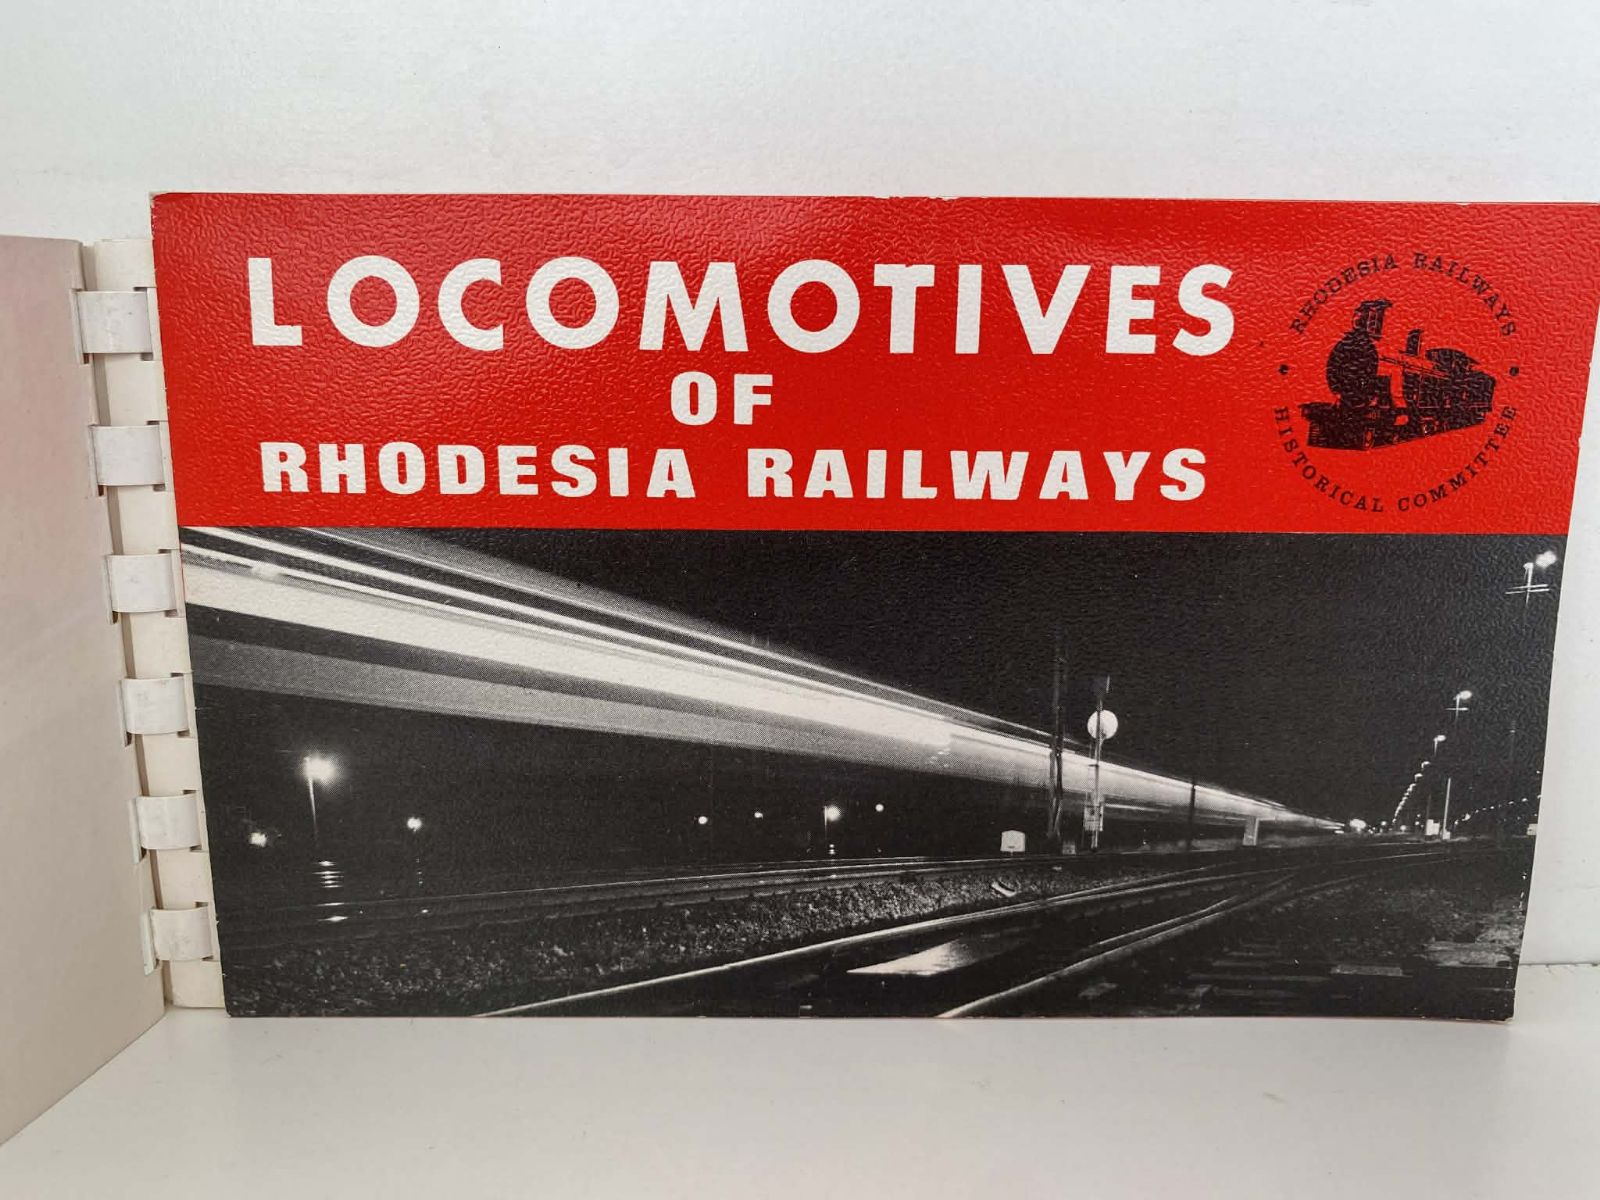 LOCOMOTIVES
OF
RHODESIA RAILWAYS
RHODESIA RAILWAYS
HISTORICAL COMMITTEE